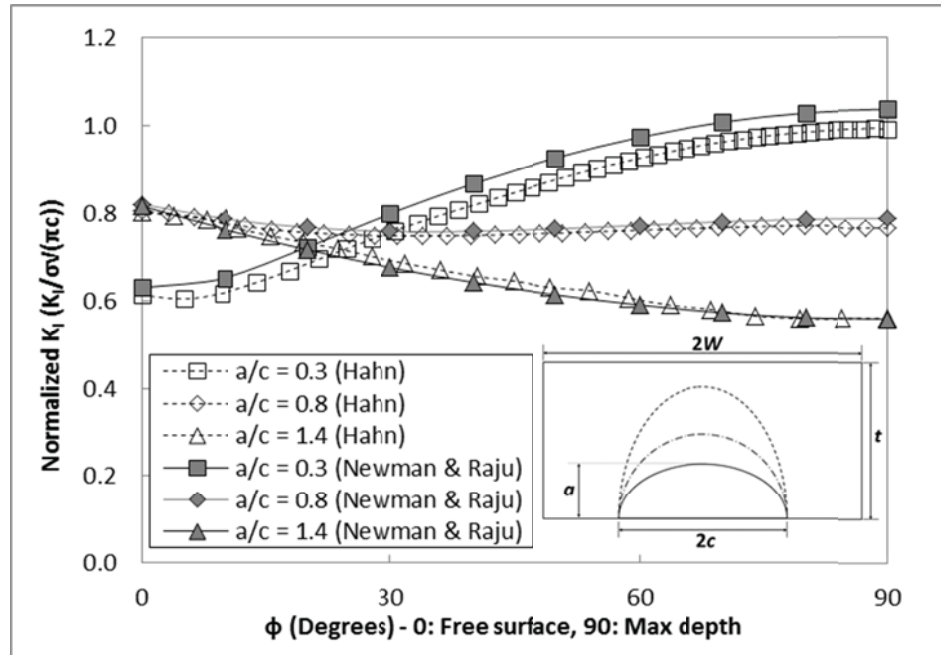 1.2
1.0
0.8
0.6
0.4
0.2
0.0
Normalized K_I (K_I/σ√(πc))
a/c = 0.3 (Hahn)
a/c = 0.8 (Hahn)
a/c = 1.4 (Hahn)
a/c = 0.3 (Newman & Raju)
a/c = 0.8 (Newman & Raju)
a/c = 1.4 (Newman & Raju)
2W
t
a
2c
0 30 60 90
ϕ (Degrees) - 0: Free surface, 90: Max depth